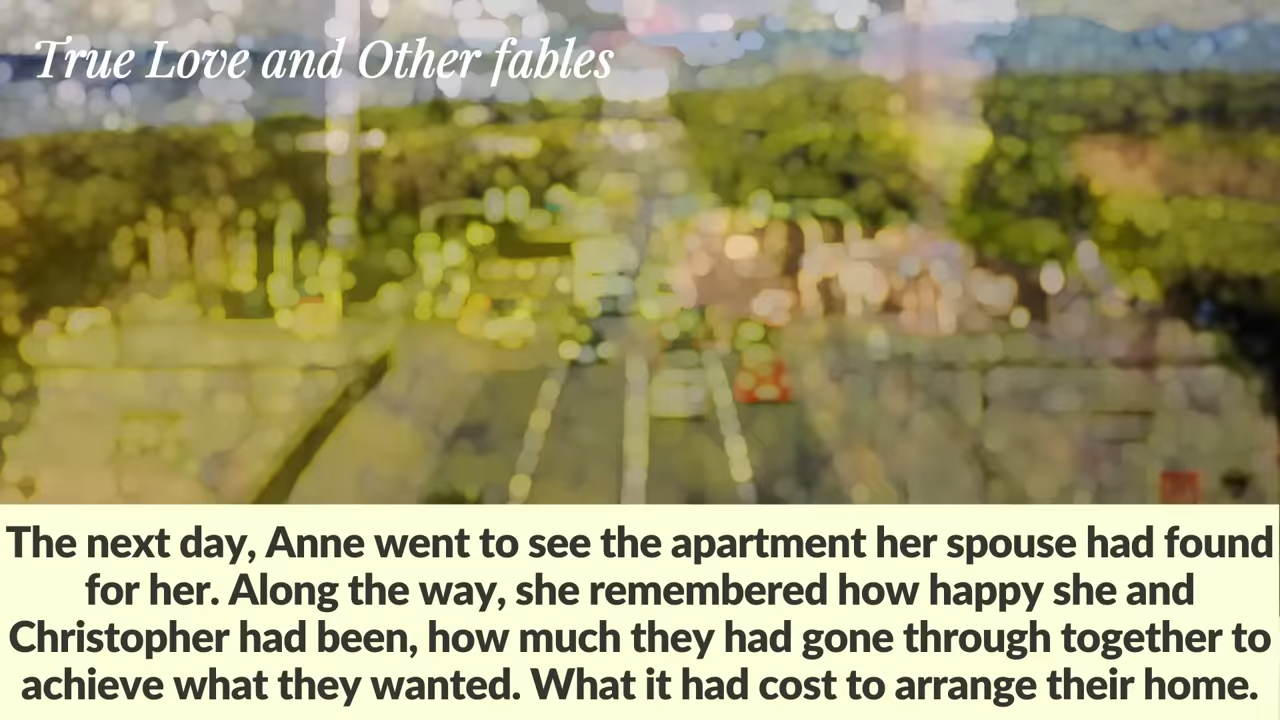 True Love and Other fables
The next day, Anne went to see the apartment her spouse had found
for her. Along the way, she remembered how happy she and
Christopher had been, how much they had gone through together to
achieve what they wanted. What it had cost to arrange their home.